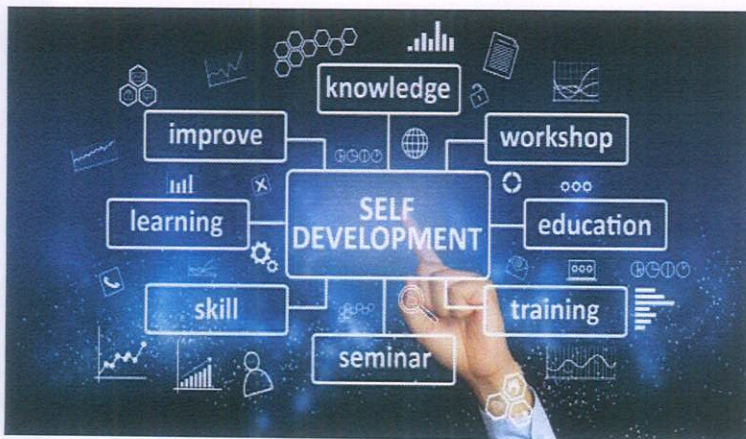 knowledge
improve
workshop
SELF
DEVELOPMENT
learning
education
skill
training
seminar